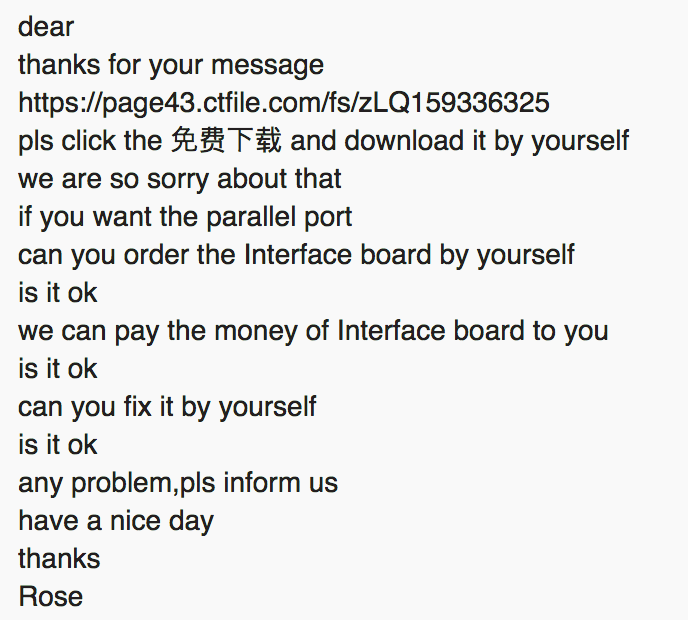 dear
thanks for your message
https://page43.ctfile.com/fs/zLQ159336325
pls click the 免费下载 and download it by yourself
we are so sorry about that
if you want the parallel port
can you order the Interface board by yourself
is it ok
we can pay the money of Interface board to you
is it ok
can you fix it by yourself
is it ok
any problem,pls inform us
have a nice day
thanks
Rose